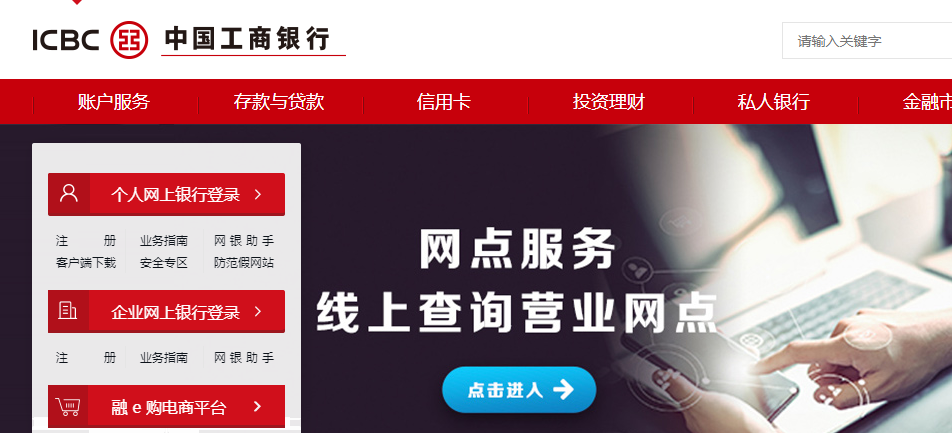 ICBC 中国工商银行
请输入关键字
账户服务 存款与贷款 信用卡 投资理财 私人银行 金融市
个人网上银行登录
注 册 业务指南 网银助手
客户端下载 安全专区 防范假网站
企业网上银行登录
注 册 业务指南 网银助手
融e购电商平台
网点服务
线上查询营业网点
点击进入